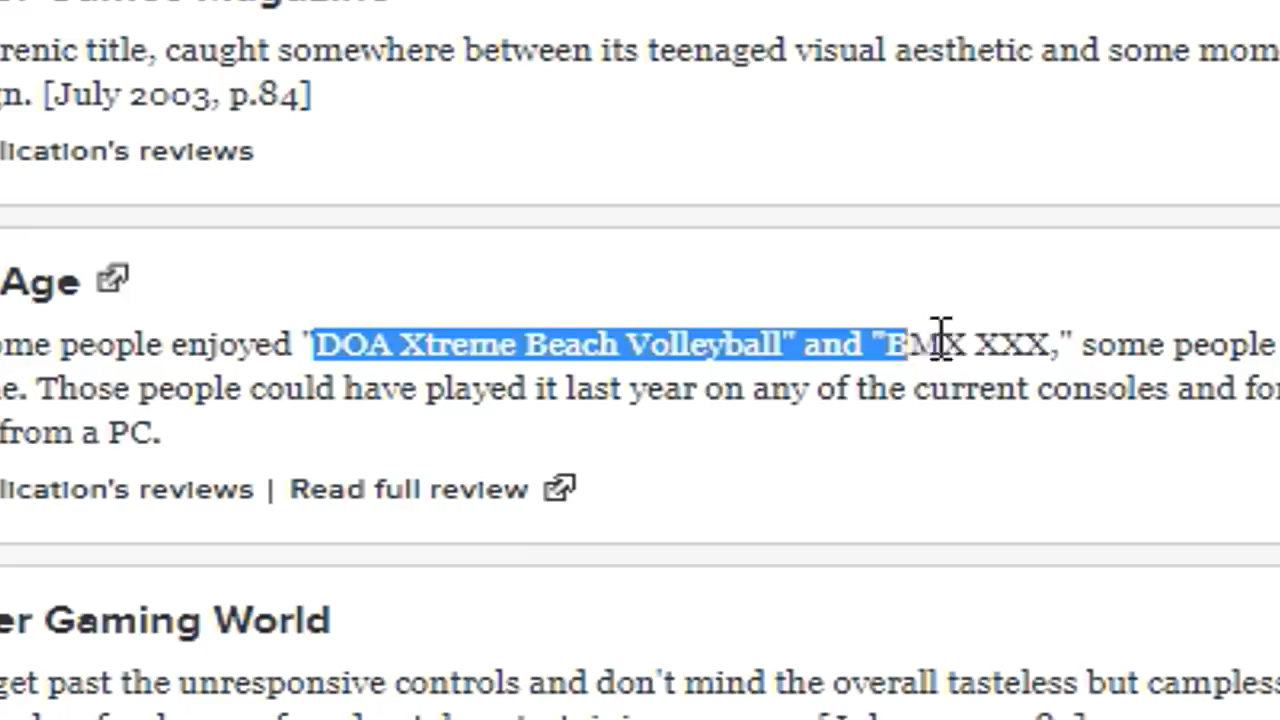 renic title, caught somewhere between its teenaged visual aesthetic and some mom
gn. [July 2003, p.84]
lication's reviews
Age
ome people enjoyed "DOA Xtreme Beach Volleyball" and "BMX XXX," some people
e. Those people could have played it last year on any of the current consoles and for
from a PC.
lication's reviews | Read full review
er Gaming World
get past the unresponsive controls and don't mind the overall tasteless but campless